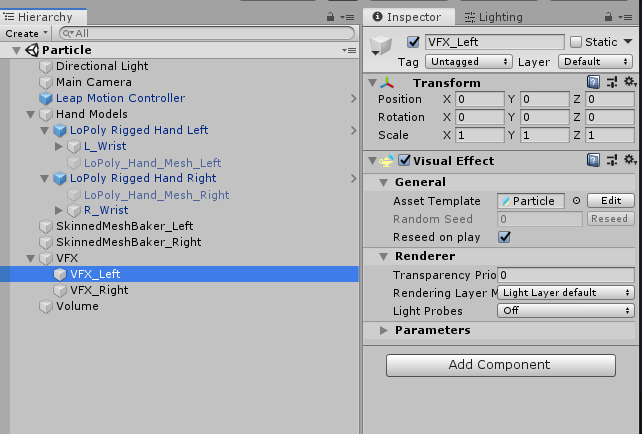 Hierarchy
Create
All
Particle
Directional Light
Main Camera
Leap Motion Controller
Hand Models
LoPoly Rigged Hand Left
L_Wrist
LoPoly_Hand_Mesh_Left
LoPoly Rigged Hand Right
LoPoly_Hand_Mesh_Right
R_Wrist
SkinnedMeshBaker_Left
SkinnedMeshBaker_Right
VFX
VFX_Left
VFX_Right
Volume
Inspector Lighting
VFX_Left Static
Tag Untagged Layer Default
Transform
Position X 0 Y 0 Z 0
Rotation X 0 Y 0 Z 0
Scale X 1 Y 1 Z 1
Visual Effect
General
Asset Template Particle Edit
Random Seed 0 Reseed
Reseed on play
Renderer
Transparency Prio 0
Rendering Layer M Light Layer default
Light Probes Off
Parameters
Add Component